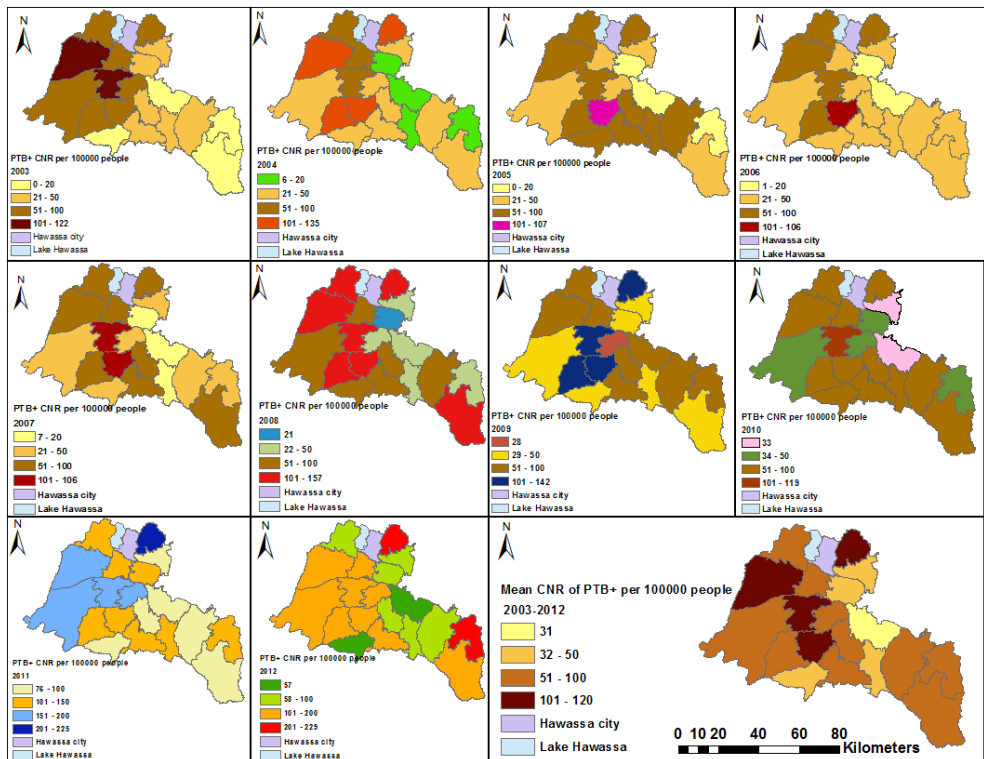 N
PTB+ CNR per 100000 people
2003
0 - 20
21 - 50
51 - 100
101 - 122
Hawassa city
Lake Hawassa
N
PTB+ CNR per 100000 people
2004
6 - 20
21 - 50
51 - 100
101 - 135
Hawassa city
Lake Hawassa
N
PTB+ CNR per 100000 people
2005
0 - 20
21 - 50
51 - 100
101 - 107
Hawassa city
Lake Hawassa
N
PTB+ CNR per 100000 people
2006
1 - 20
21 - 50
51 - 100
101 - 106
Hawassa city
Lake Hawassa
N
PTB+ CNR per 100000 people
2007
7 - 20
21 - 50
51 - 100
101 - 106
Hawassa city
Lake Hawassa
N
PTB+ CNR per 100000 people
2008
21
22 - 50
51 - 100
101 - 157
Hawassa city
Lake Hawassa
N
PTB+ CNR per 100000 people
2009
28
29 - 50
51 - 100
101 - 142
Hawassa city
Lake Hawassa
N
PTB+ CNR per 100000 people
2010
33
34 - 50
51 - 100
101 - 119
Hawassa city
Lake Hawassa
N
PTB+ CNR per 100000 people
2011
76 - 100
101 - 150
151 - 200
201 - 225
Hawassa city
Lake Hawassa
N
PTB+ CNR per 100000 people
2012
57
58 - 100
101 - 200
201 - 229
Hawassa city
Lake Hawassa
N
Mean CNR of PTB+ per 100000 people
2003-2012
31
32 - 50
51 - 100
101 - 120
Hawassa city
Lake Hawassa
0 10 20 40 60 80
Kilometers